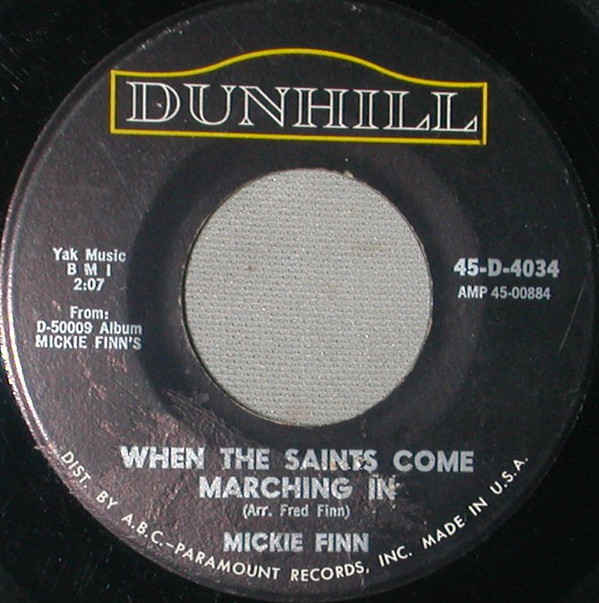 DUNHILL
Yak Music
B M I
2:07
From:
D-50009 Album
MICKIE FINN'S
45-D-4034
AMP 45-00884
WHEN THE SAINTS COME
MARCHING IN
(Arr. Fred Finn)
MICKIE FINN
DIST. BY A.B.C.-PARAMOUNT RECORDS, INC. MADE IN U.S.A.